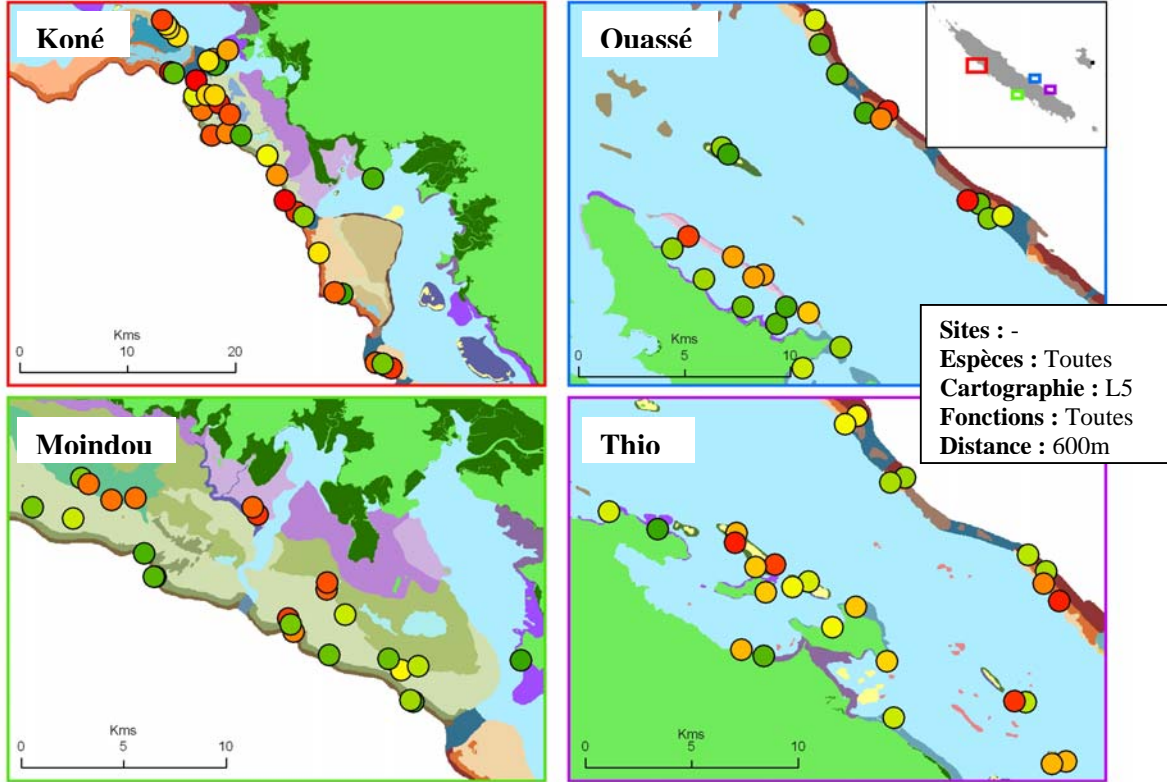 Koné
Ouassé
Kms
0 10 20
Kms
0 5 10
Sites : -
Espèces : Toutes
Cartographie : L5
Fonctions : Toutes
Distance : 600m
Moindou
Thio
Kms
0 5 10
Kms
0 5 10